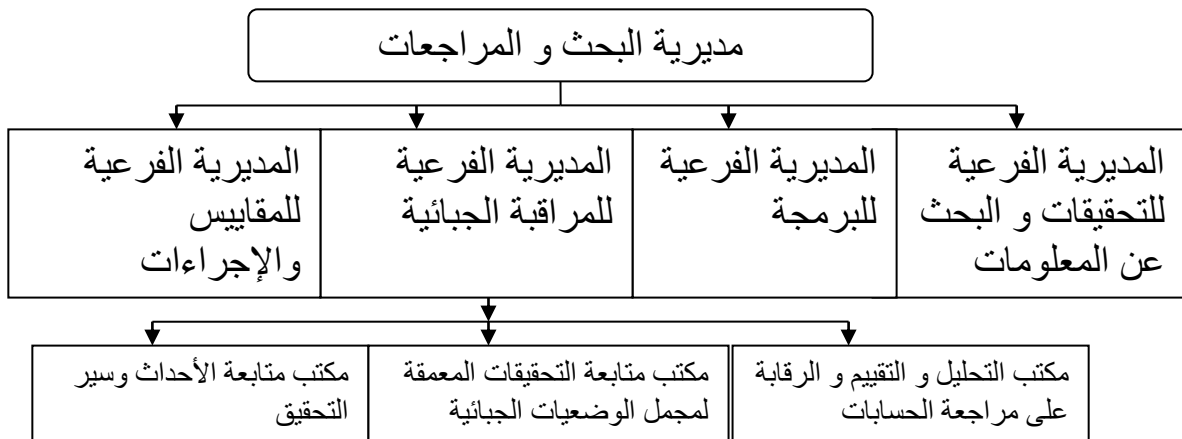 مديرية البحث و المراجعات
المديرية الفرعية
للتحقيقات و البحث
عن المعلومات
المديرية الفرعية
للبرمجة
المديرية الفرعية
للمراقبة الجبائية
المديرية الفرعية
للمقاييس
والإجراءات
مكتب التحليل و التقييم و الرقابة
على مراجعة الحسابات
مكتب متابعة التحقيقات المعمقة
لمجمل الوضعيات الجبائية
مكتب متابعة الأحداث وسير
التحقيق